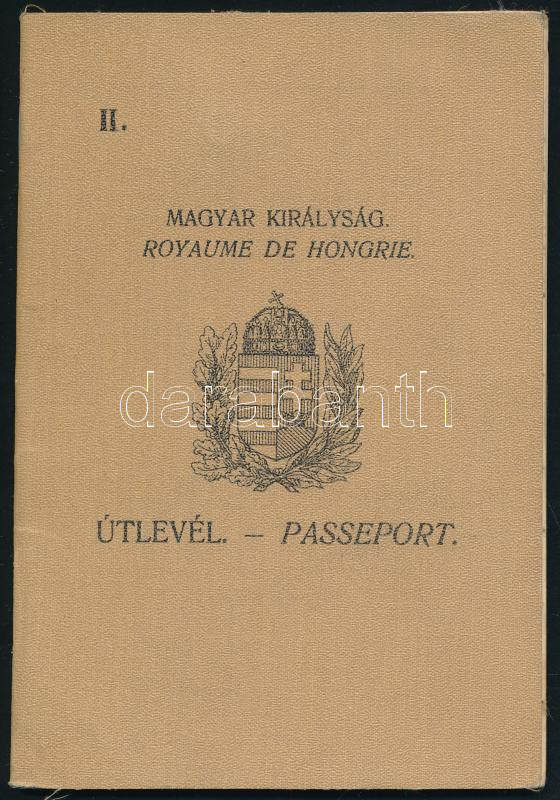 II.
MAGYAR KIRÁLYSÁG.
ROYAUME DE HONGRIE.
darabanth
ÚTLEVÉL. — PASSEPORT.